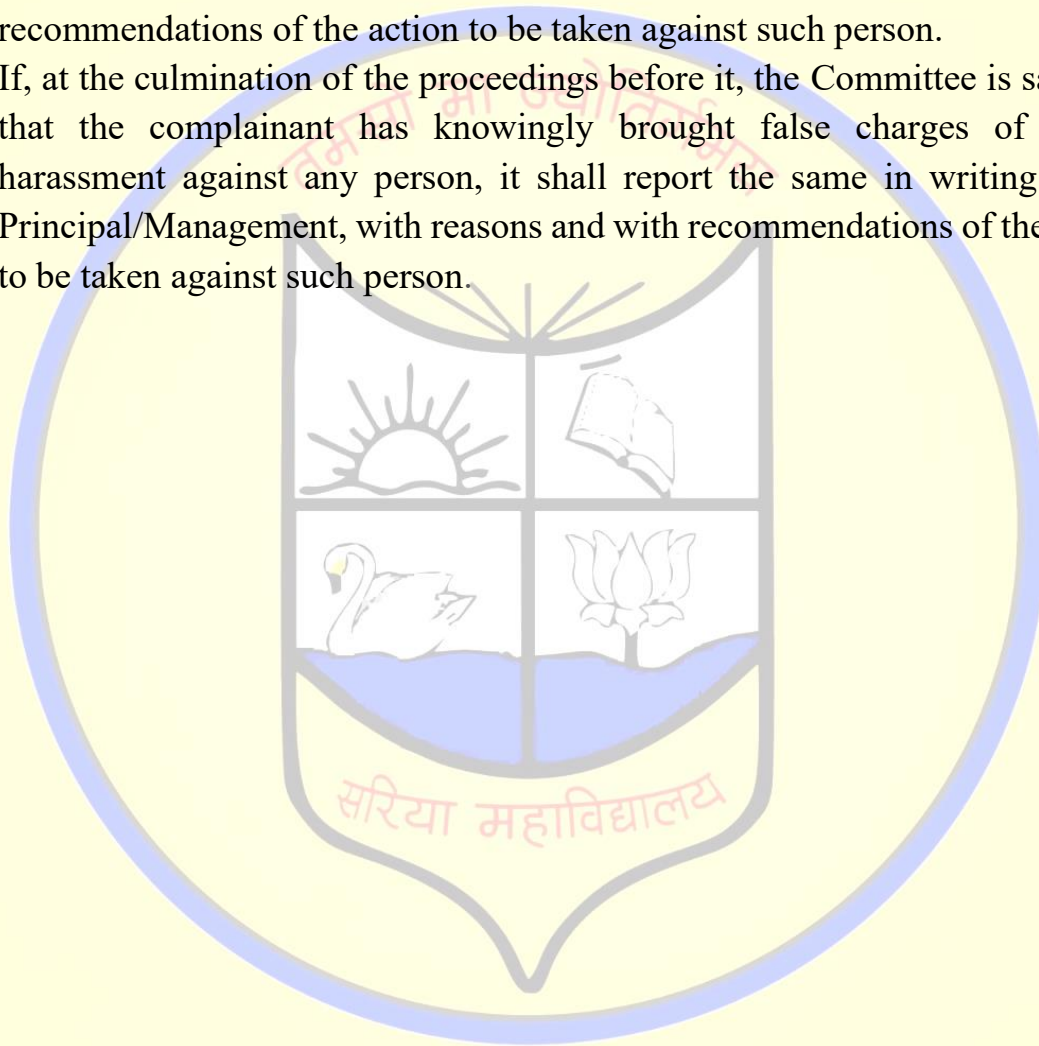 recommendations of the action to be taken against such person.
If, at the culmination of the proceedings before it, the Committee is sa
that the complainant has knowingly brought false charges of
harassment against any person, it shall report the same in writing
Principal/Management, with reasons and with recommendations of the
to be taken against such person.
तमसो मा ज्योतिर्गमय
सरिया महाविद्यालय